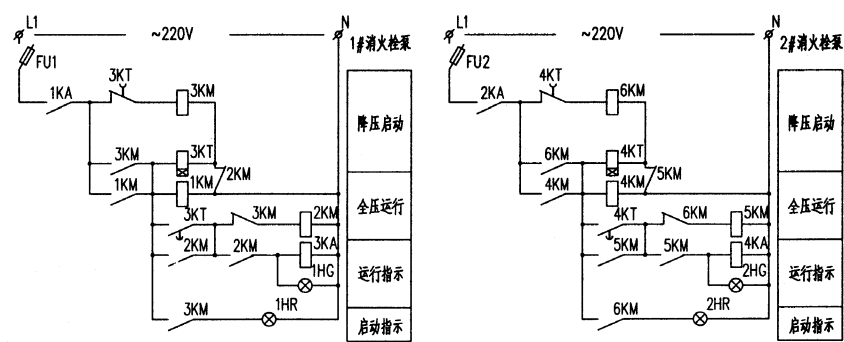 L1 ~220V N
1#消火栓泵
FU1
3KT 3KM
1KA
降压启动
3KM 3KT 2KM
1KM 1KM
全压运行
3KT 3KM 2KM
2KM 2KM 3KA
1HG
运行指示
3KM 1HR
启动指示
L1 ~220V N
2#消火栓泵
FU2
4KT 6KM
2KA
降压启动
6KM 4KT 5KM
4KM 4KM
全压运行
4KT 6KM 5KM
5KM 5KM 4KA
2HG
运行指示
6KM 2HR
启动指示